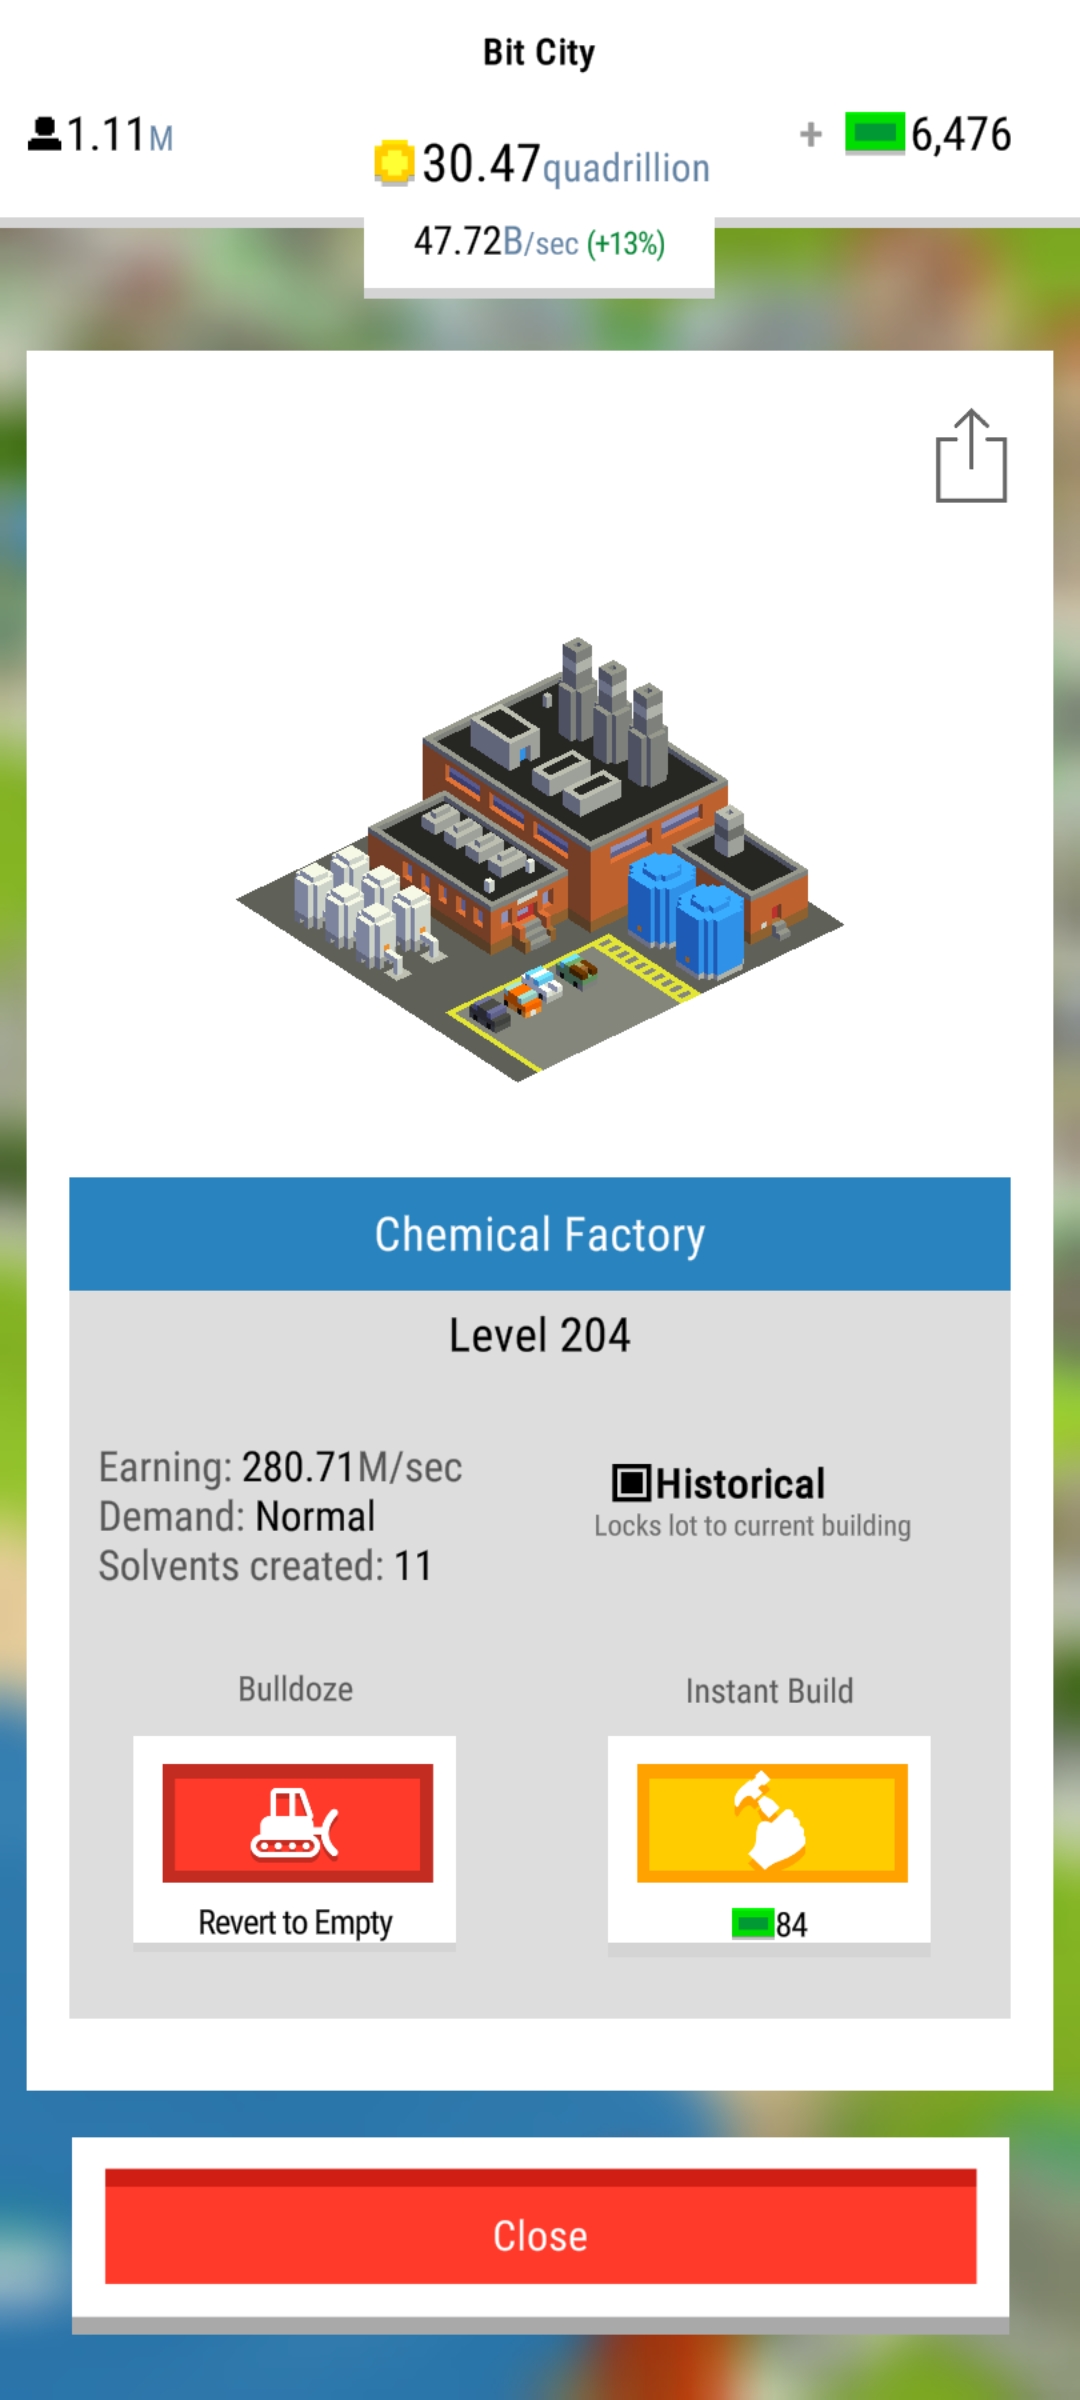 Bit City
1.11M
30.47quadrillion
+ 6,476
47.72B/sec (+13%)
Chemical Factory
Level 204
Earning: 280.71M/sec
Demand: Normal
Solvents created: 11
Historical
Locks lot to current building
Bulldoze
Instant Build
Revert to Empty
84
Close